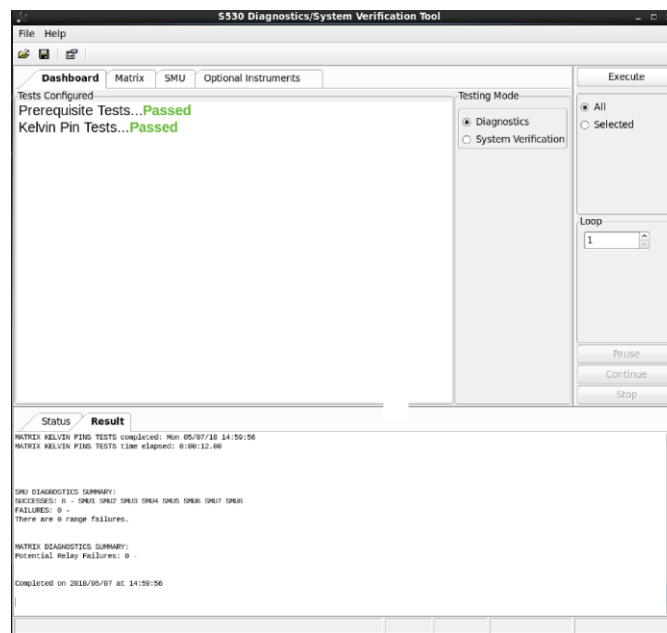 S530 Diagnostics/System Verification Tool
File Help
Dashboard Matrix SMU Optional Instruments
Execute
Tests Configured
Prerequisite Tests...Passed
Kelvin Pin Tests...Passed
Testing Mode
Diagnostics
System Verification
All
Selected
Loop
1
Pause
Continue
Stop
Status Result
MATRIX KELVIN PINS TESTS completed: Mon 05/07/18 14:59:56
MATRIX KELVIN PINS TESTS time elapsed: 0:00:12.00
SMU DIAGNOSTICS SUMMARY:
SUCCESSES: 8 - SMU1 SMU2 SMU3 SMU4 SMU5 SMU6 SMU7 SMU8
FAILURES: 0 -
There are 0 range failures.
MATRIX DIAGNOSTICS SUMMARY:
Potential Relay Failures: 0 -
Completed on 2018/05/07 at 14:59:56